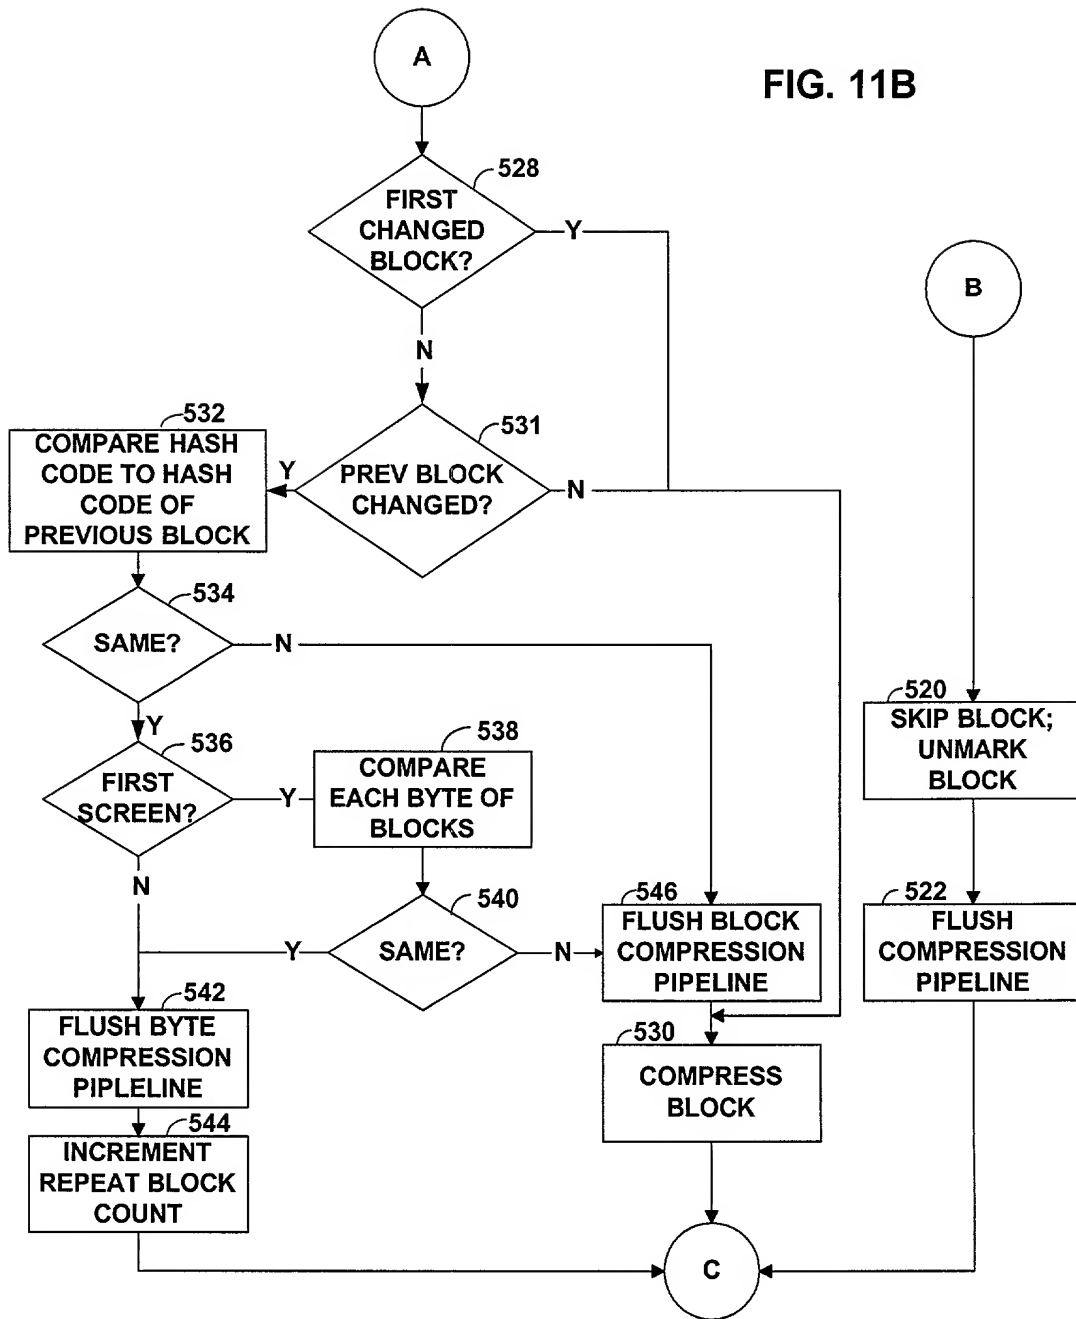 A
FIG. 11B
528
FIRST
CHANGED
BLOCK?
Y
N
B
531
PREV BLOCK
CHANGED?
Y
N
532
COMPARE HASH
CODE TO HASH
CODE OF
PREVIOUS BLOCK
534
SAME?
N
Y
536
FIRST
SCREEN?
Y
N
538
COMPARE
EACH BYTE OF
BLOCKS
540
SAME?
Y
N
520
SKIP BLOCK;
UNMARK
BLOCK
546
FLUSH BLOCK
COMPRESSION
PIPELINE
522
FLUSH
COMPRESSION
PIPELINE
542
FLUSH BYTE
COMPRESSION
PIPLELINE
530
COMPRESS
BLOCK
544
INCREMENT
REPEAT BLOCK
COUNT
C